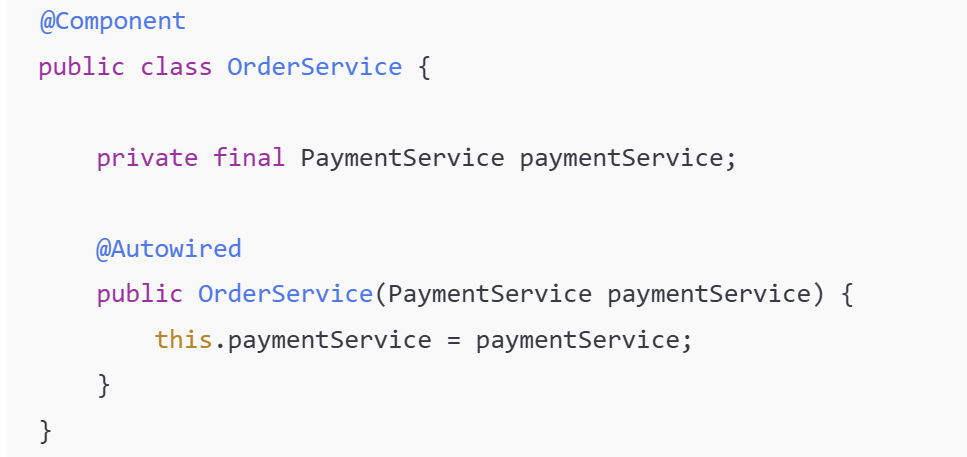 @Component
public class OrderService {
private final PaymentService paymentService;
@Autowired
public OrderService(PaymentService paymentService) {
this.paymentService = paymentService;
}
}